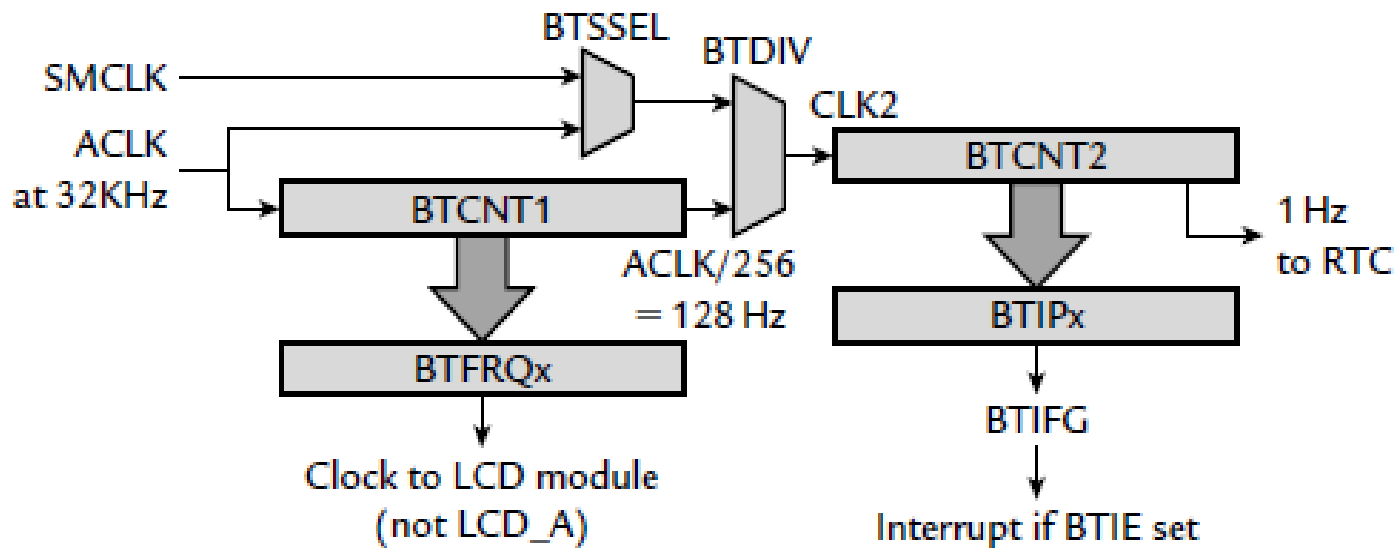 BTSSEL
BTDIV
SMCLK
CLK2
ACLK
at 32KHz
BTCNT1
BTCNT2
ACLK/256
= 128 Hz
1 Hz
to RTC
BTFRQx
BTIPx
BTIFG
Clock to LCD module
(not LCD_A)
Interrupt if BTIE set